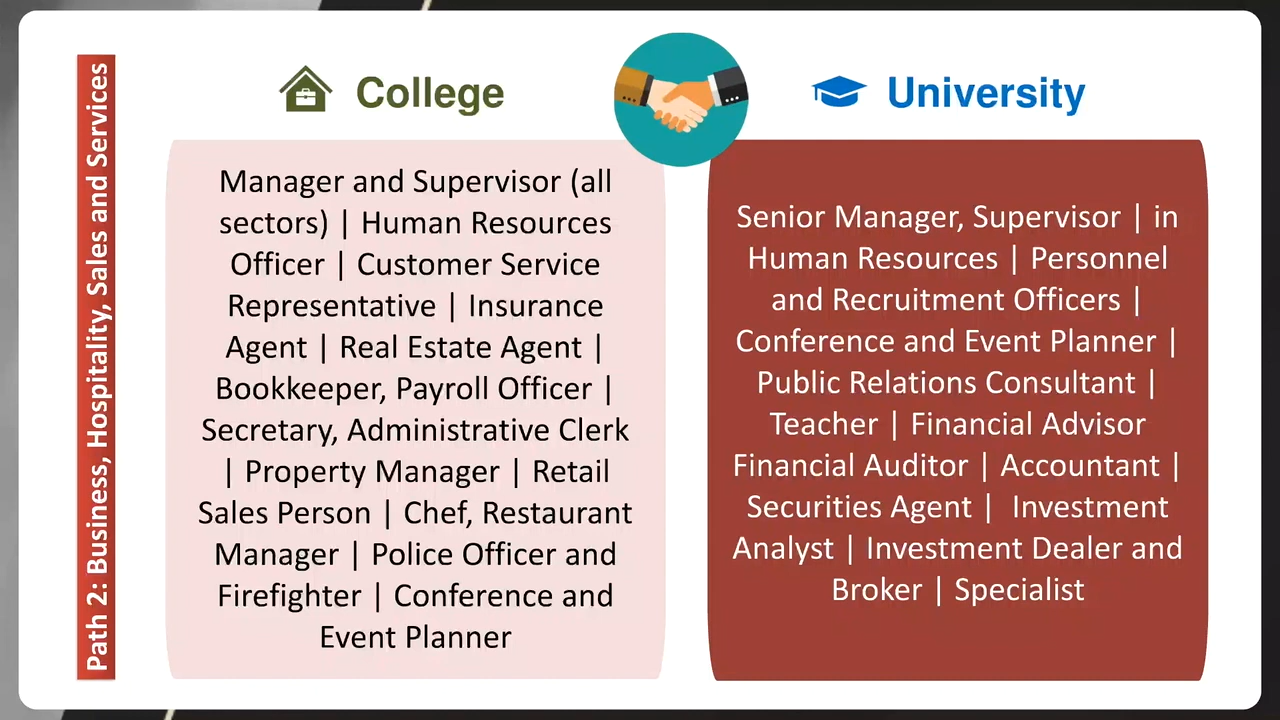 Path 2: Business, Hospitality, Sales and Services
College
Manager and Supervisor (all
sectors) | Human Resources
Officer | Customer Service
Representative | Insurance
Agent | Real Estate Agent |
Bookkeeper, Payroll Officer |
Secretary, Administrative Clerk
| Property Manager | Retail
Sales Person | Chef, Restaurant
Manager | Police Officer and
Firefighter | Conference and
Event Planner
University
Senior Manager, Supervisor | in
Human Resources | Personnel
and Recruitment Officers |
Conference and Event Planner |
Public Relations Consultant |
Teacher | Financial Advisor
Financial Auditor | Accountant |
Securities Agent | Investment
Analyst | Investment Dealer and
Broker | Specialist